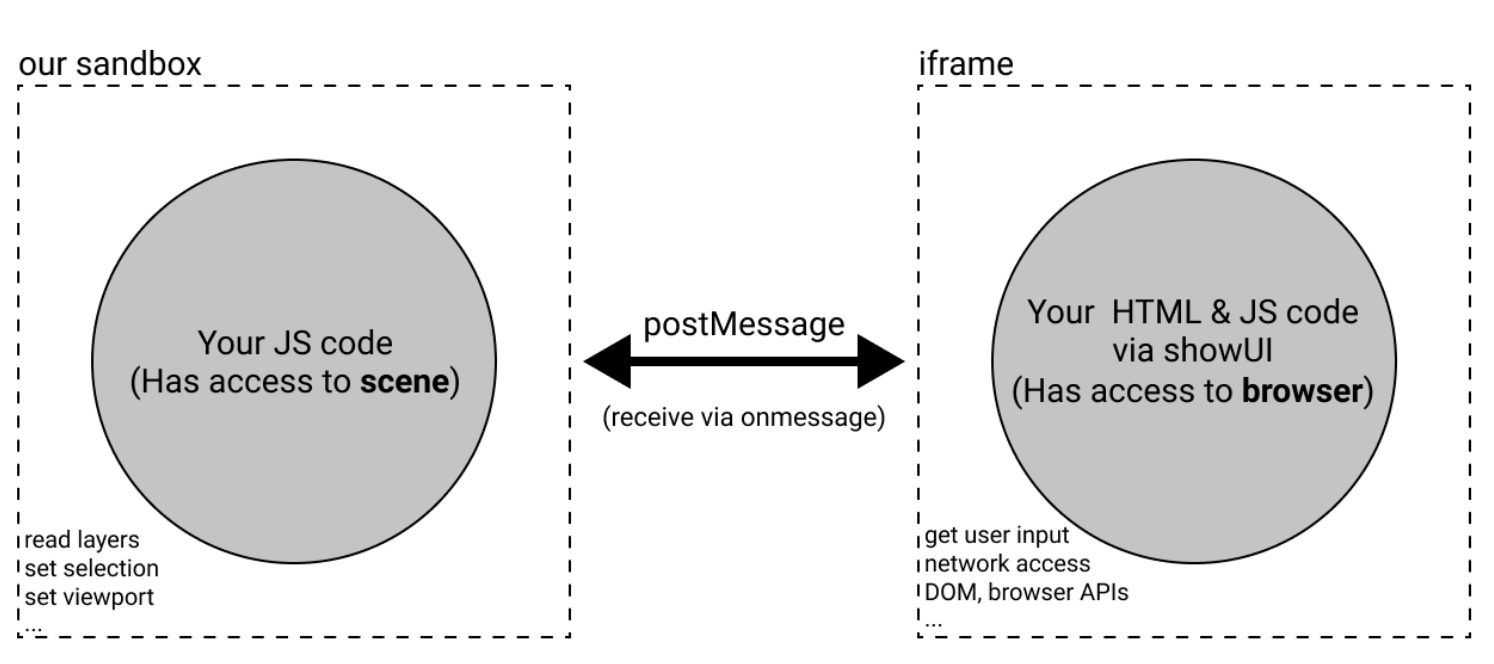 our sandbox
Your JS code
(Has access to scene)
read layers
set selection
set viewport
...
postMessage
(receive via onmessage)
iframe
Your HTML & JS code
via showUI
(Has access to browser)
get user input
network access
DOM, browser APIs
...